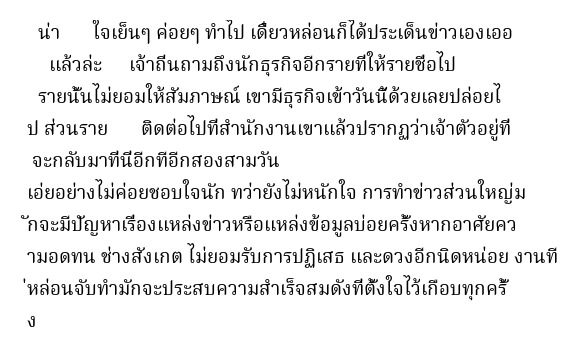 น่า ใจเย็นๆ ค่อยๆ ทำไป เดี๋ยวหล่อนก็ได้ประเด็นข่าวเองเออ
แล้วล่ะ เจ้าถีนถามถึงนักธุรกิจอีกรายที่ให้รายชื่อไป
รายนั้นไม่ยอมให้สัมภาษณ์ เขามีธุรกิจเข้าวันนี้ด้วยเลยปล่อยไ
ป ส่วนราย ติดต่อไปที่สำนักงานเขาแล้วปรากฏว่าเจ้าตัวอยู่ที่
จะกลับมาที่นี่อีกทีอีกสองสามวัน
เอ่ยอย่างไม่ค่อยชอบใจนัก ทว่ายังไม่หนักใจ การทำข่าวส่วนใหญ่ม
ักจะมีปัญหาเรื่องแหล่งข่าวหรือแหล่งข้อมูลบ่อยครั้งหากอาศัยคว
ามอดทน ช่างสังเกต ไม่ยอมรับการปฏิเสธ และดวงอีกนิดหน่อย งานที
่หล่อนจับทำมักจะประสบความสำเร็จสมดังที่ตั้งใจไว้เกือบทุกครั้
ง